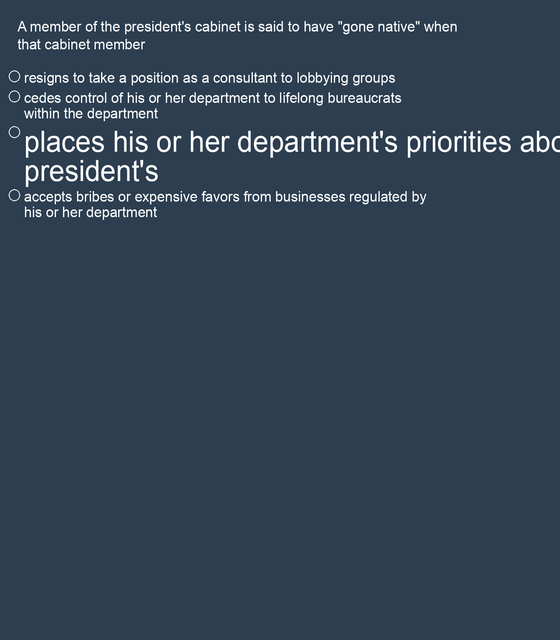 A member of the president's cabinet is said to have "gone native" when
that cabinet member
resigns to take a position as a consultant to lobbying groups
cedes control of his or her department to lifelong bureaucrats
within the department
places his or her department's priorities abo
president's
accepts bribes or expensive favors from businesses regulated by
his or her department